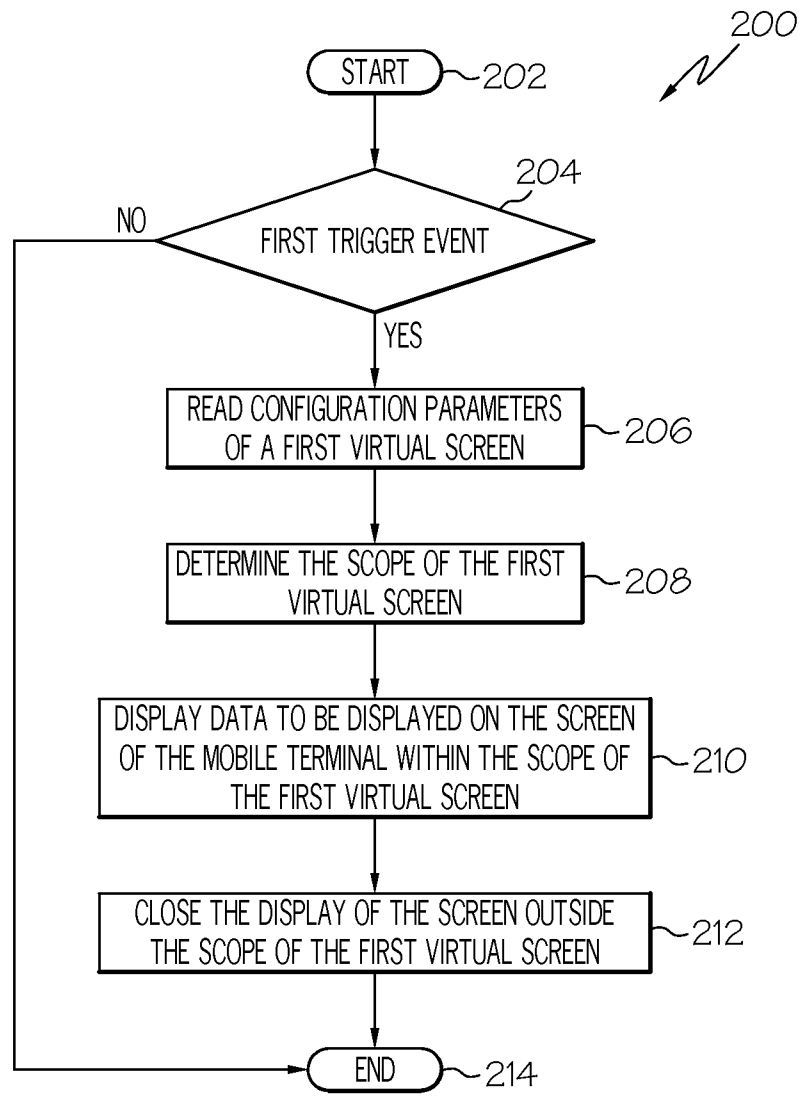 200
START
202
204
NO
FIRST TRIGGER EVENT
YES
READ CONFIGURATION PARAMETERS
OF A FIRST VIRTUAL SCREEN
206
DETERMINE THE SCOPE OF THE FIRST
VIRTUAL SCREEN
208
DISPLAY DATA TO BE DISPLAYED ON THE SCREEN
OF THE MOBILE TERMINAL WITHIN THE SCOPE OF
THE FIRST VIRTUAL SCREEN
210
CLOSE THE DISPLAY OF THE SCREEN OUTSIDE
THE SCOPE OF THE FIRST VIRTUAL SCREEN
212
END
214